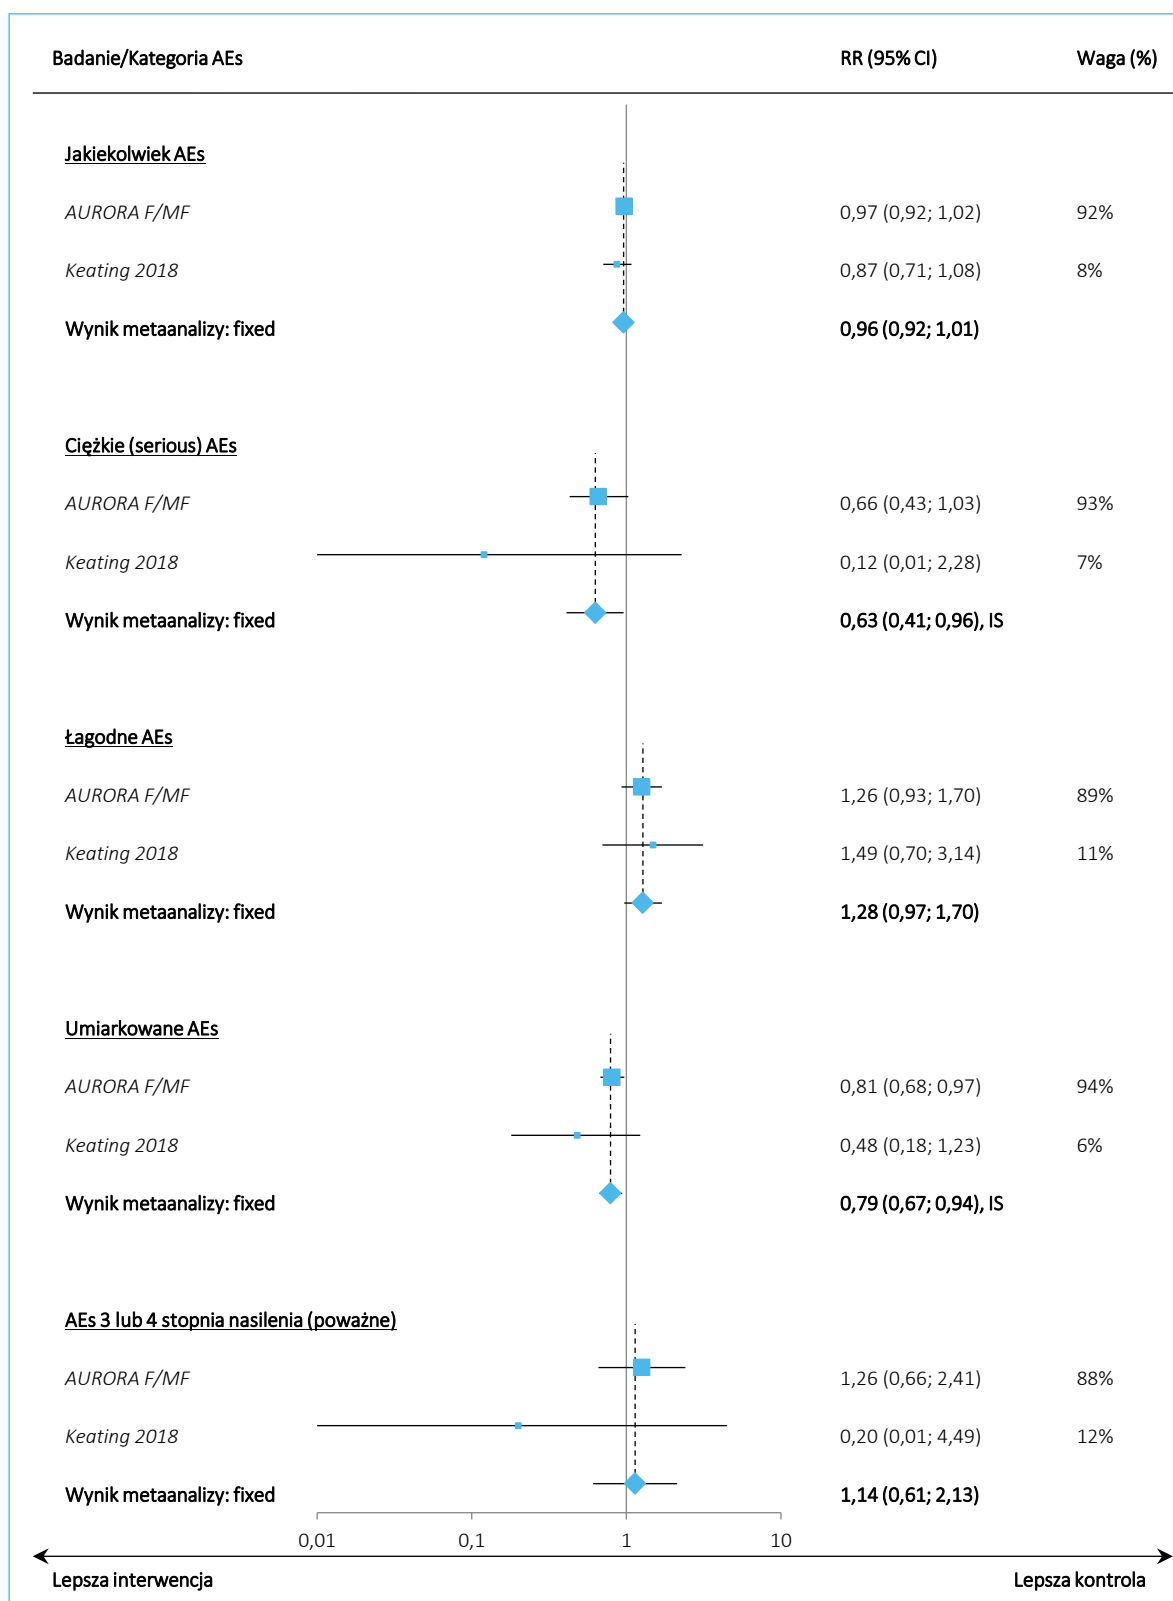 Badanie/Kategoria AEs RR (95% CI) Waga (%)
Jakiekolwiek AEs
AURORA F/MF 0,97 (0,92; 1,02) 92%
Keating 2018 0,87 (0,71; 1,08) 8%
Wynik metaanalizy: fixed 0,96 (0,92; 1,01)
Ciężkie (serious) AEs
AURORA F/MF 0,66 (0,43; 1,03) 93%
Keating 2018 0,12 (0,01; 2,28) 7%
Wynik metaanalizy: fixed 0,63 (0,41; 0,96), IS
Łagodne AEs
AURORA F/MF 1,26 (0,93; 1,70) 89%
Keating 2018 1,49 (0,70; 3,14) 11%
Wynik metaanalizy: fixed 1,28 (0,97; 1,70)
Umiarkowane AEs
AURORA F/MF 0,81 (0,68; 0,97) 94%
Keating 2018 0,48 (0,18; 1,23) 6%
Wynik metaanalizy: fixed 0,79 (0,67; 0,94), IS
AEs 3 lub 4 stopnia nasilenia (poważne)
AURORA F/MF 1,26 (0,66; 2,41) 88%
Keating 2018 0,20 (0,01; 4,49) 12%
Wynik metaanalizy: fixed 1,14 (0,61; 2,13)
0,01 0,1 1 10
Lepsza interwencja Lepsza kontrola